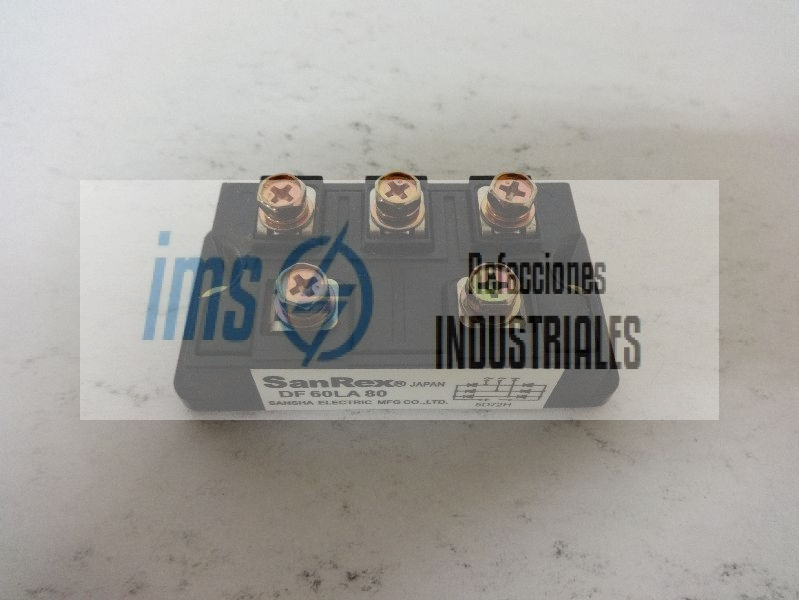 ims
Refacciones
INDUSTRIALES
SanRex® JAPAN
DF 60LA 80
SANSHA ELECTRIC MFG CO.,LTD.